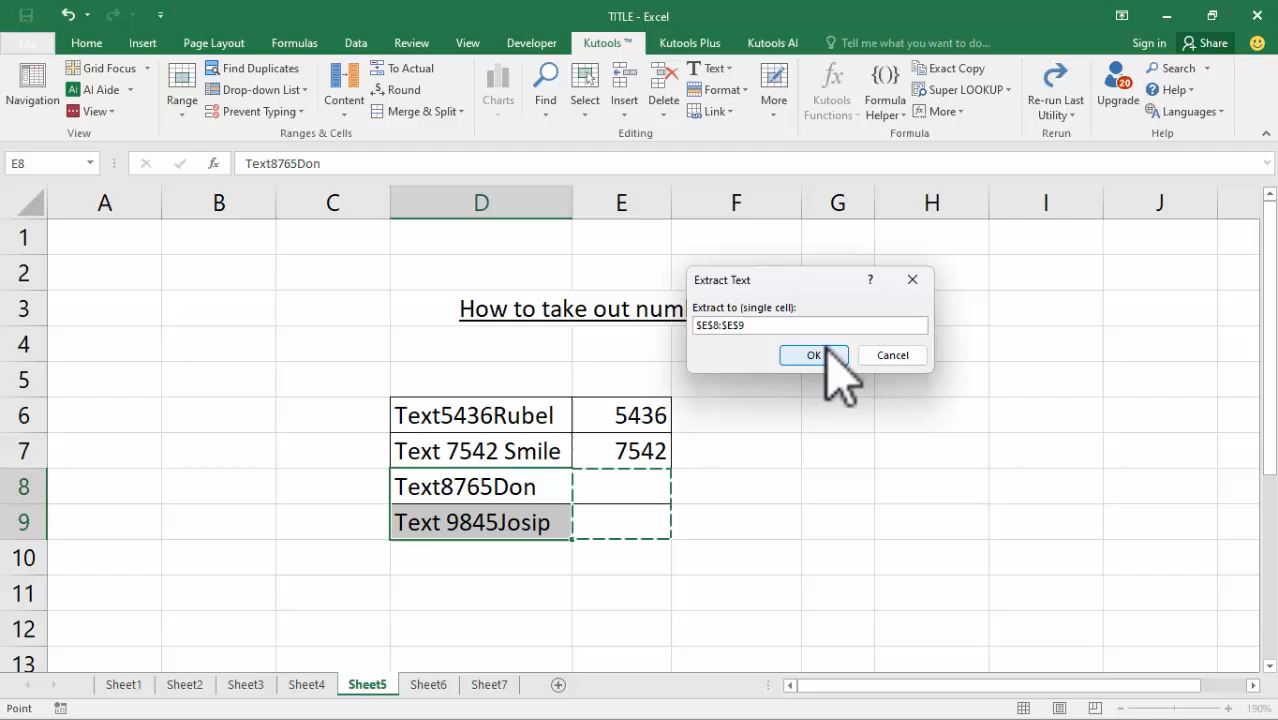 TITLE - Excel
File Home Insert Page Layout Formulas Data Review View Developer Kutools ™ Kutools Plus Kutools AI Tell me what you want to do... Sign in Share
Grid Focus Find Duplicates To Actual Text Exact Copy Search
AI AI Aide Drop-down List Round Format Super LOOKUP 20 Help
View Prevent Typing Merge & Split Link More Languages
Navigation Range Content Charts Find Select Insert Delete More Kutools Functions Formula Helper Re-run Last Utility Upgrade
View Ranges & Cells Editing Formula Rerun Help
E8 fx Text8765Don
A B C D E F G H I J
1
2
3 How to take out num
4
5
6 Text5436Rubel 5436
7 Text 7542 Smile 7542
8 Text8765Don
9 Text 9845Josip
10
11
12
13
Extract Text ?
Extract to (single cell):
$E$8:$E$9
OK Cancel
Sheet1 Sheet2 Sheet3 Sheet4 Sheet5 Sheet6 Sheet7
Point 190%